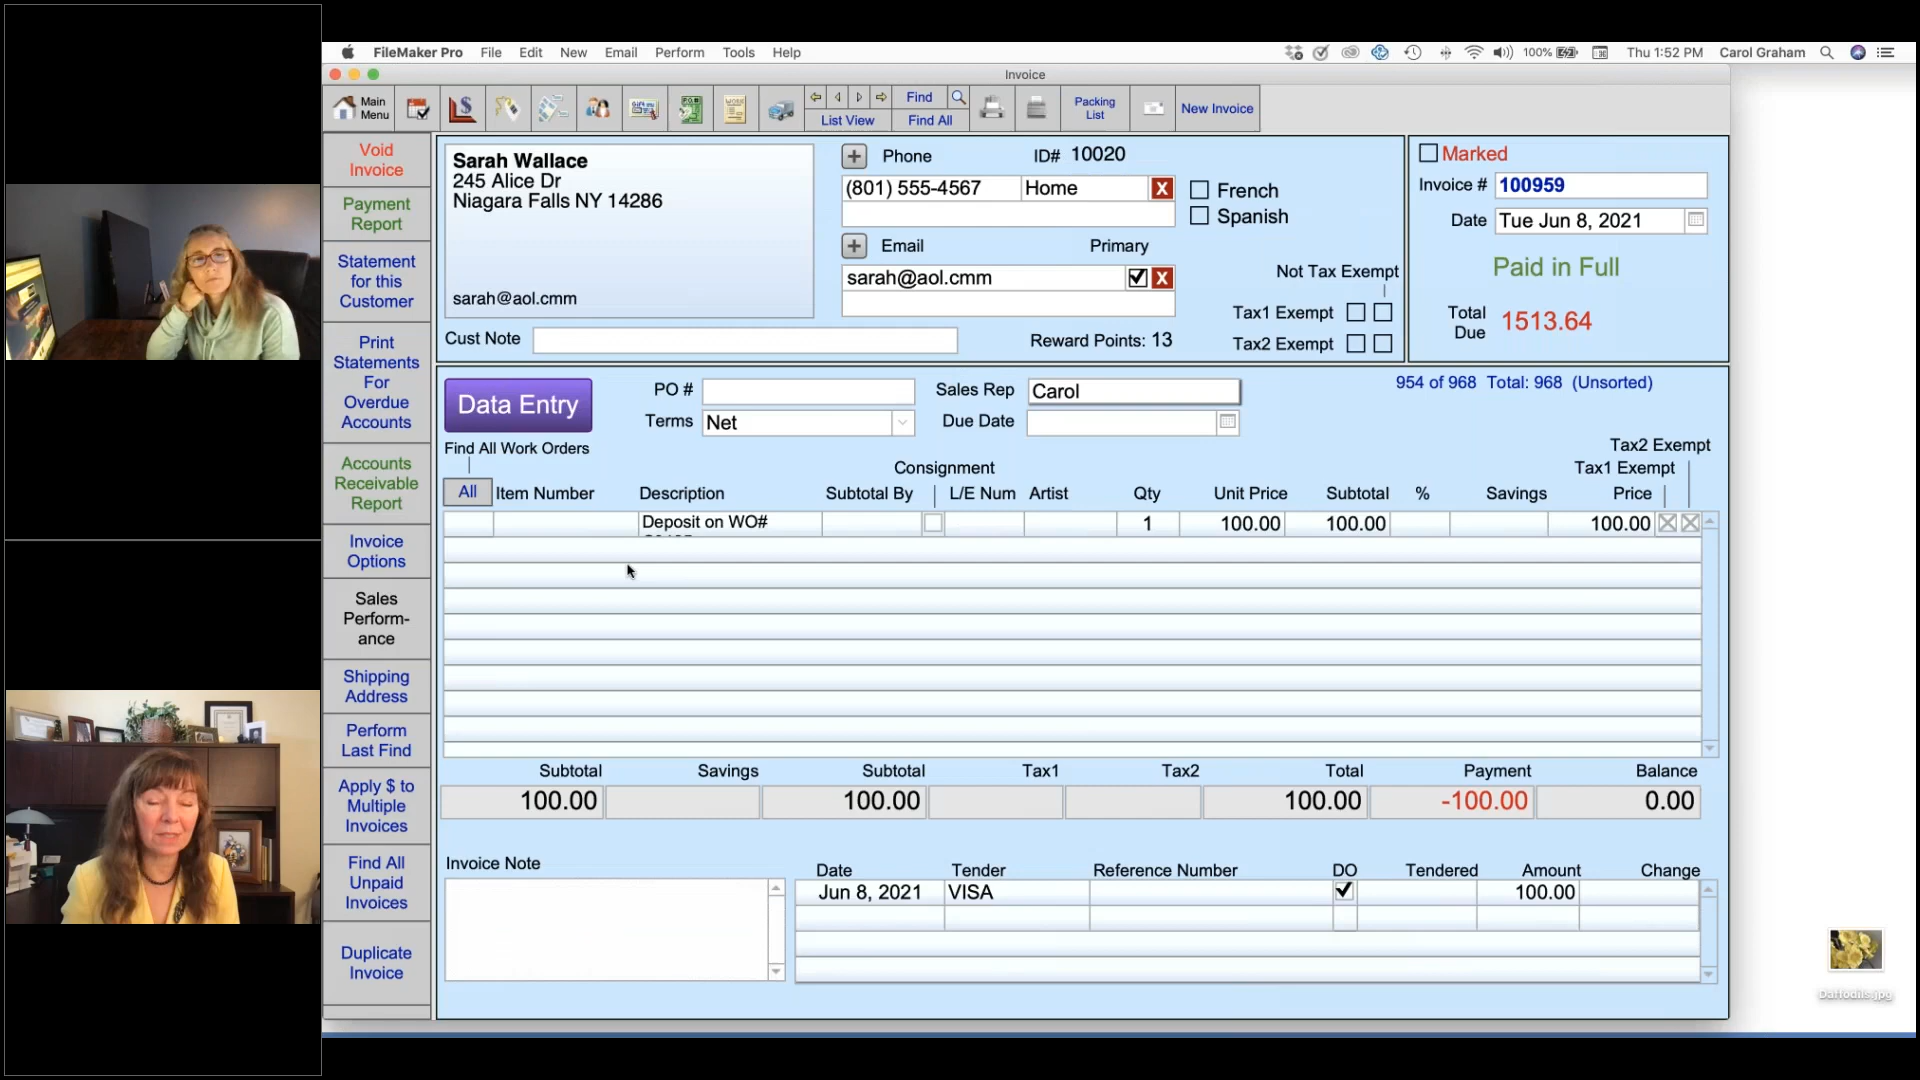 FileMaker Pro File Edit New Email Perform Tools Help
100% Thu 1:52 PM Carol Graham
Invoice
Main
Menu
Find
List View
Find All
Packing
List
New Invoice
Void
Invoice
Payment
Report
Statement
for this
Customer
Print
Statements
For
Overdue
Accounts
Accounts
Receivable
Report
Invoice
Options
Sales
Perform-
ance
Shipping
Address
Perform
Last Find
Apply $ to
Multiple
Invoices
Find All
Unpaid
Invoices
Duplicate
Invoice
Sarah Wallace
245 Alice Dr
Niagara Falls NY 14286
sarah@aol.cmm
Cust Note
+ Phone ID# 10020
(801) 555-4567 Home X
French
Spanish
+ Email Primary
sarah@aol.cmm X
Not Tax Exempt
Tax1 Exempt
Tax2 Exempt
Reward Points: 13
Marked
Invoice # 100959
Date Tue Jun 8, 2021
Paid in Full
Total
Due
1513.64
Data Entry
PO #
Sales Rep Carol
954 of 968 Total: 968 (Unsorted)
Terms Net
Due Date
Find All Work Orders
Tax2 Exempt
Consignment
Tax1 Exempt
All Item Number Description Subtotal By L/E Num Artist Qty Unit Price Subtotal % Savings Price
Deposit on WO# 1 100.00 100.00 100.00
Subtotal Savings Subtotal Tax1 Tax2 Total Payment Balance
100.00 100.00 100.00 -100.00 0.00
Invoice Note
Date Tender Reference Number DO Tendered Amount Change
Jun 8, 2021 VISA 100.00
Daffodils.jpg